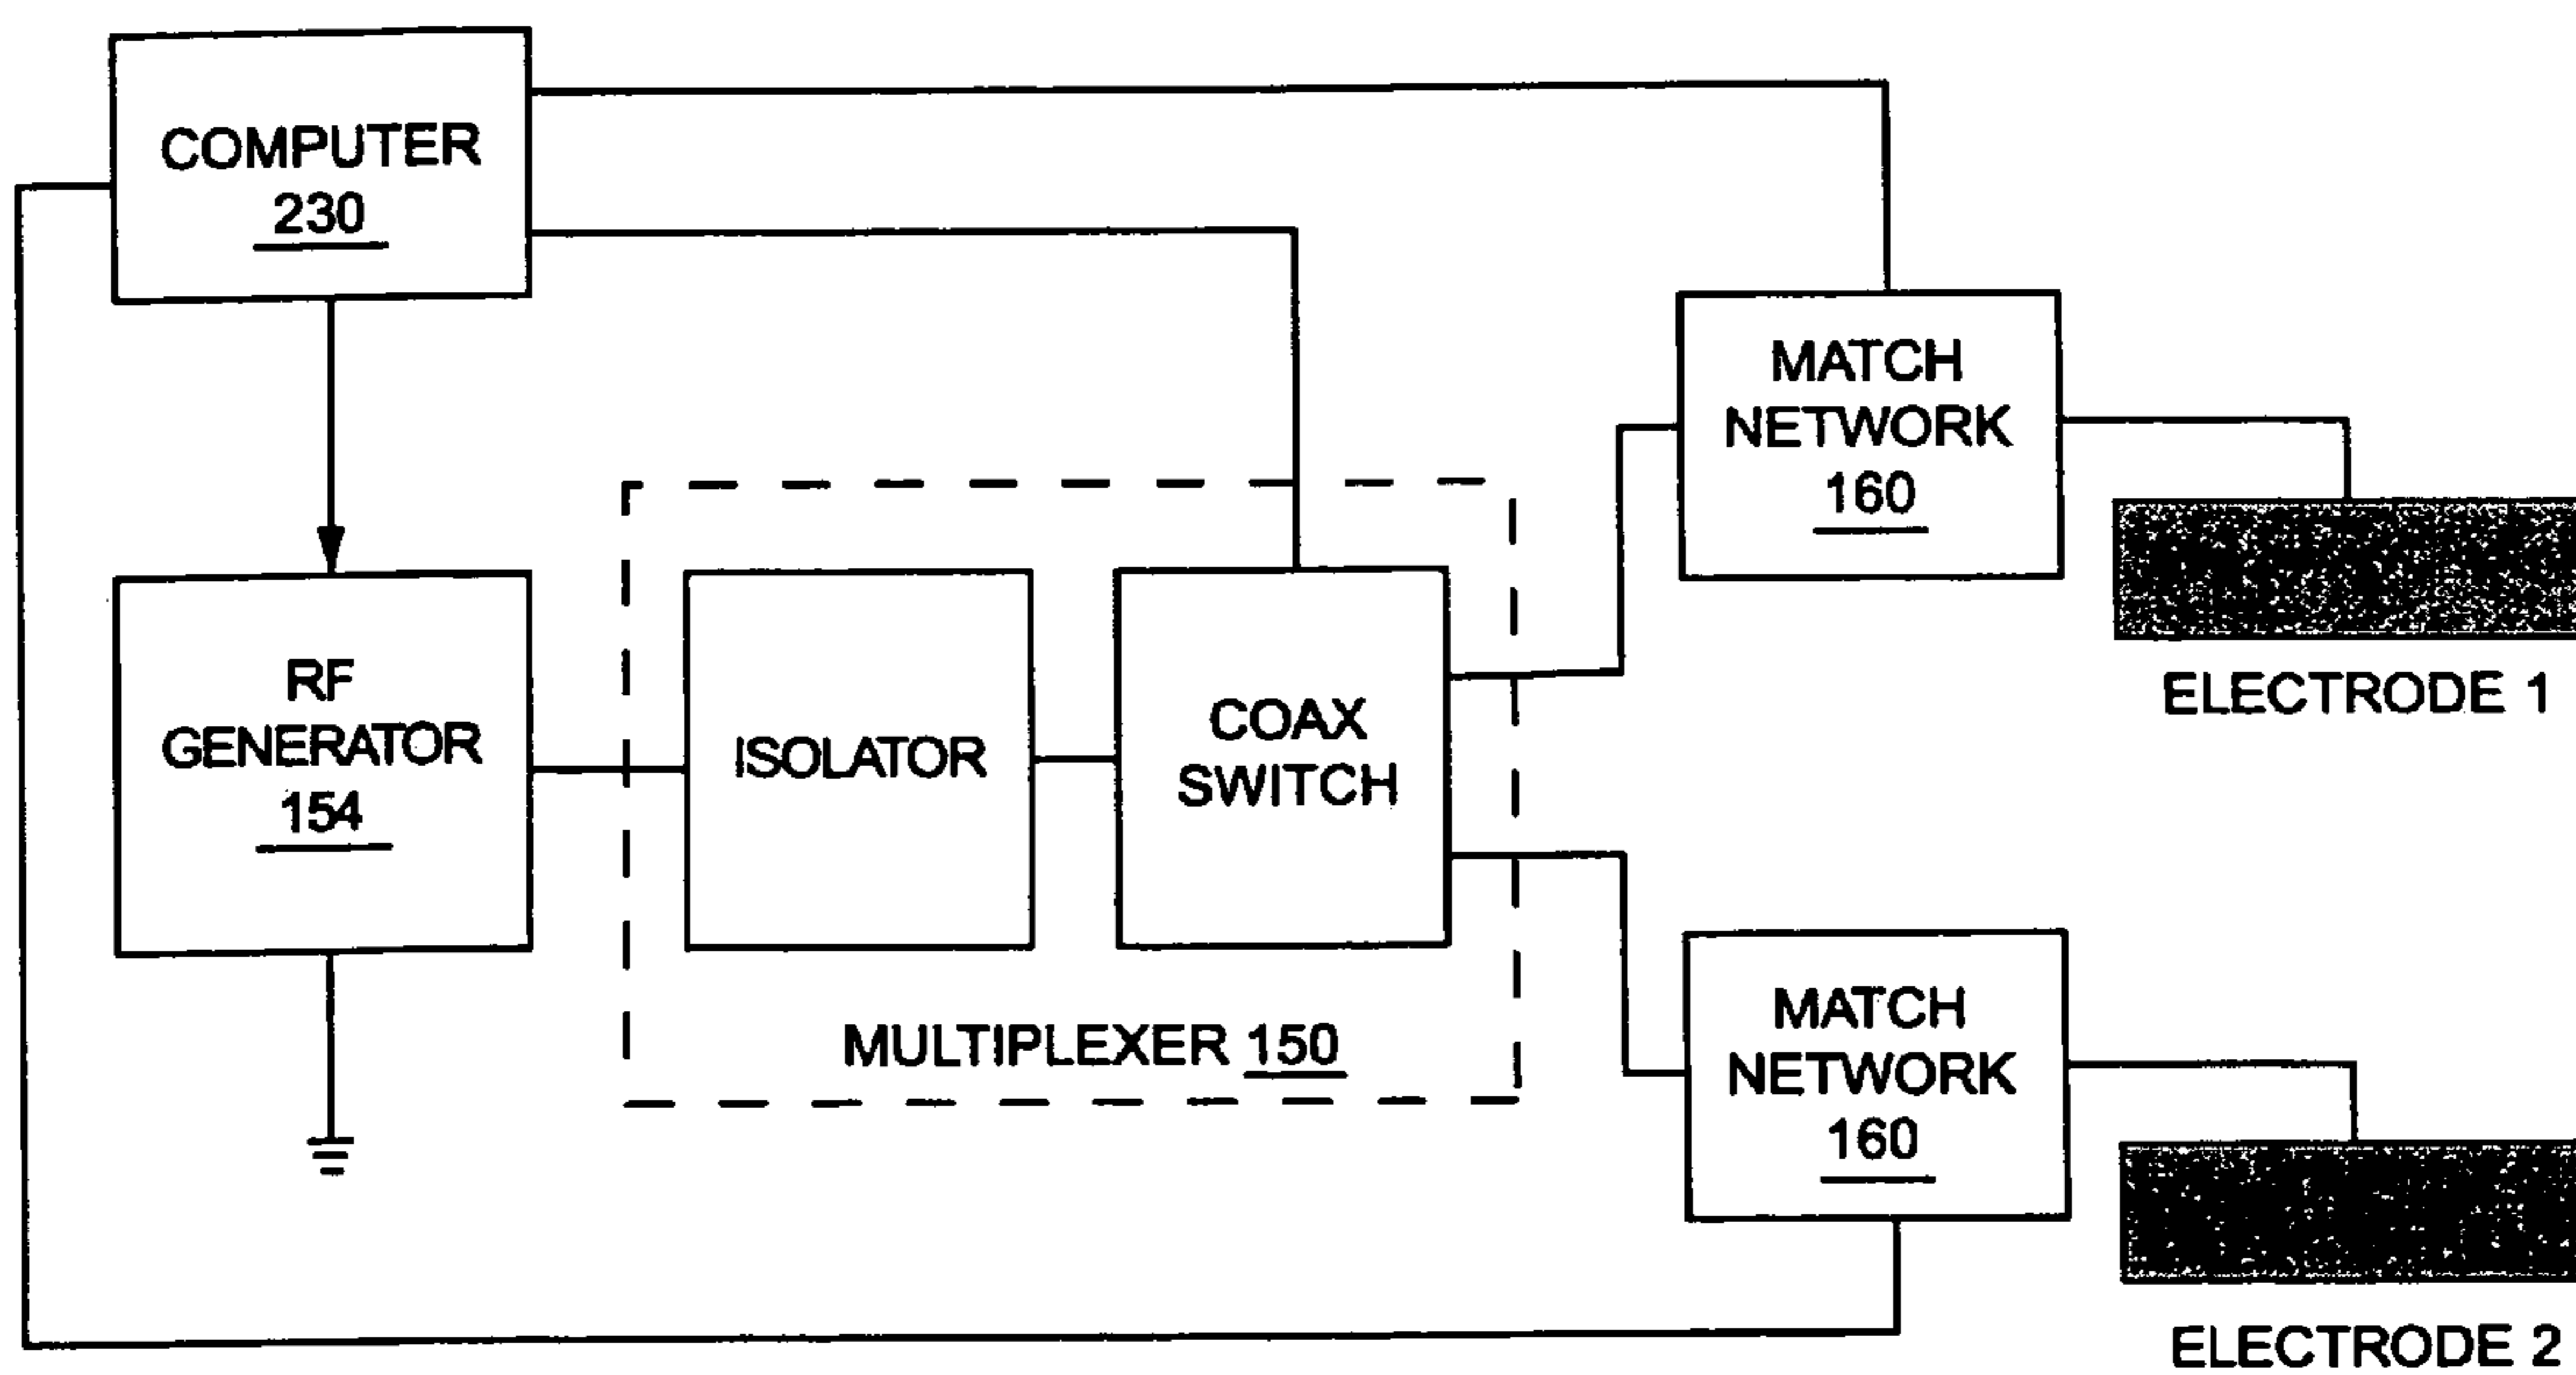 COMPUTER
230
MATCH
NETWORK
160
ELECTRODE 1
RF
GENERATOR
154
ISOLATOR
COAX
SWITCH
MULTIPLEXER 150
MATCH
NETWORK
160
ELECTRODE 2